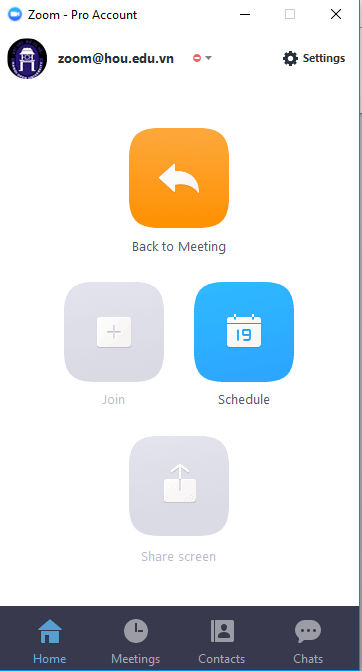 Zoom - Pro Account
zoom@hou.edu.vn
Settings
Back to Meeting
19
Join
Schedule
Share screen
Home
Meetings
Contacts
Chats